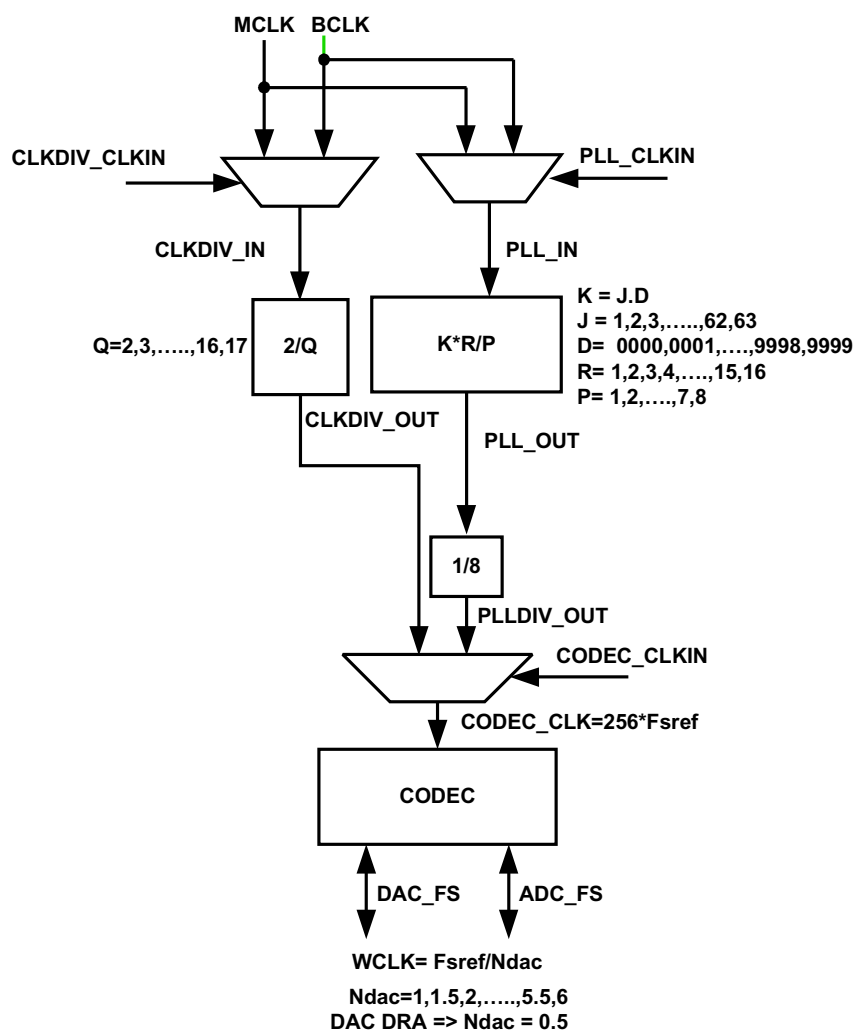 MCLK BCLK
CLKDIV_CLKIN
PLL_CLKIN
CLKDIV_IN
PLL_IN
Q=2,3,…..,16,17
2/Q
K*R/P
K = J.D
J = 1,2,3,…..,62,63
D= 0000,0001,….,9998,9999
R= 1,2,3,4,….,15,16
P= 1,2,….,7,8
CLKDIV_OUT
PLL_OUT
1/8
PLLDIV_OUT
CODEC_CLKIN
CODEC_CLK=256*Fsref
CODEC
DAC_FS
ADC_FS
WCLK= Fsref/Ndac
Ndac=1,1.5,2,…..,5.5,6
DAC DRA => Ndac = 0.5